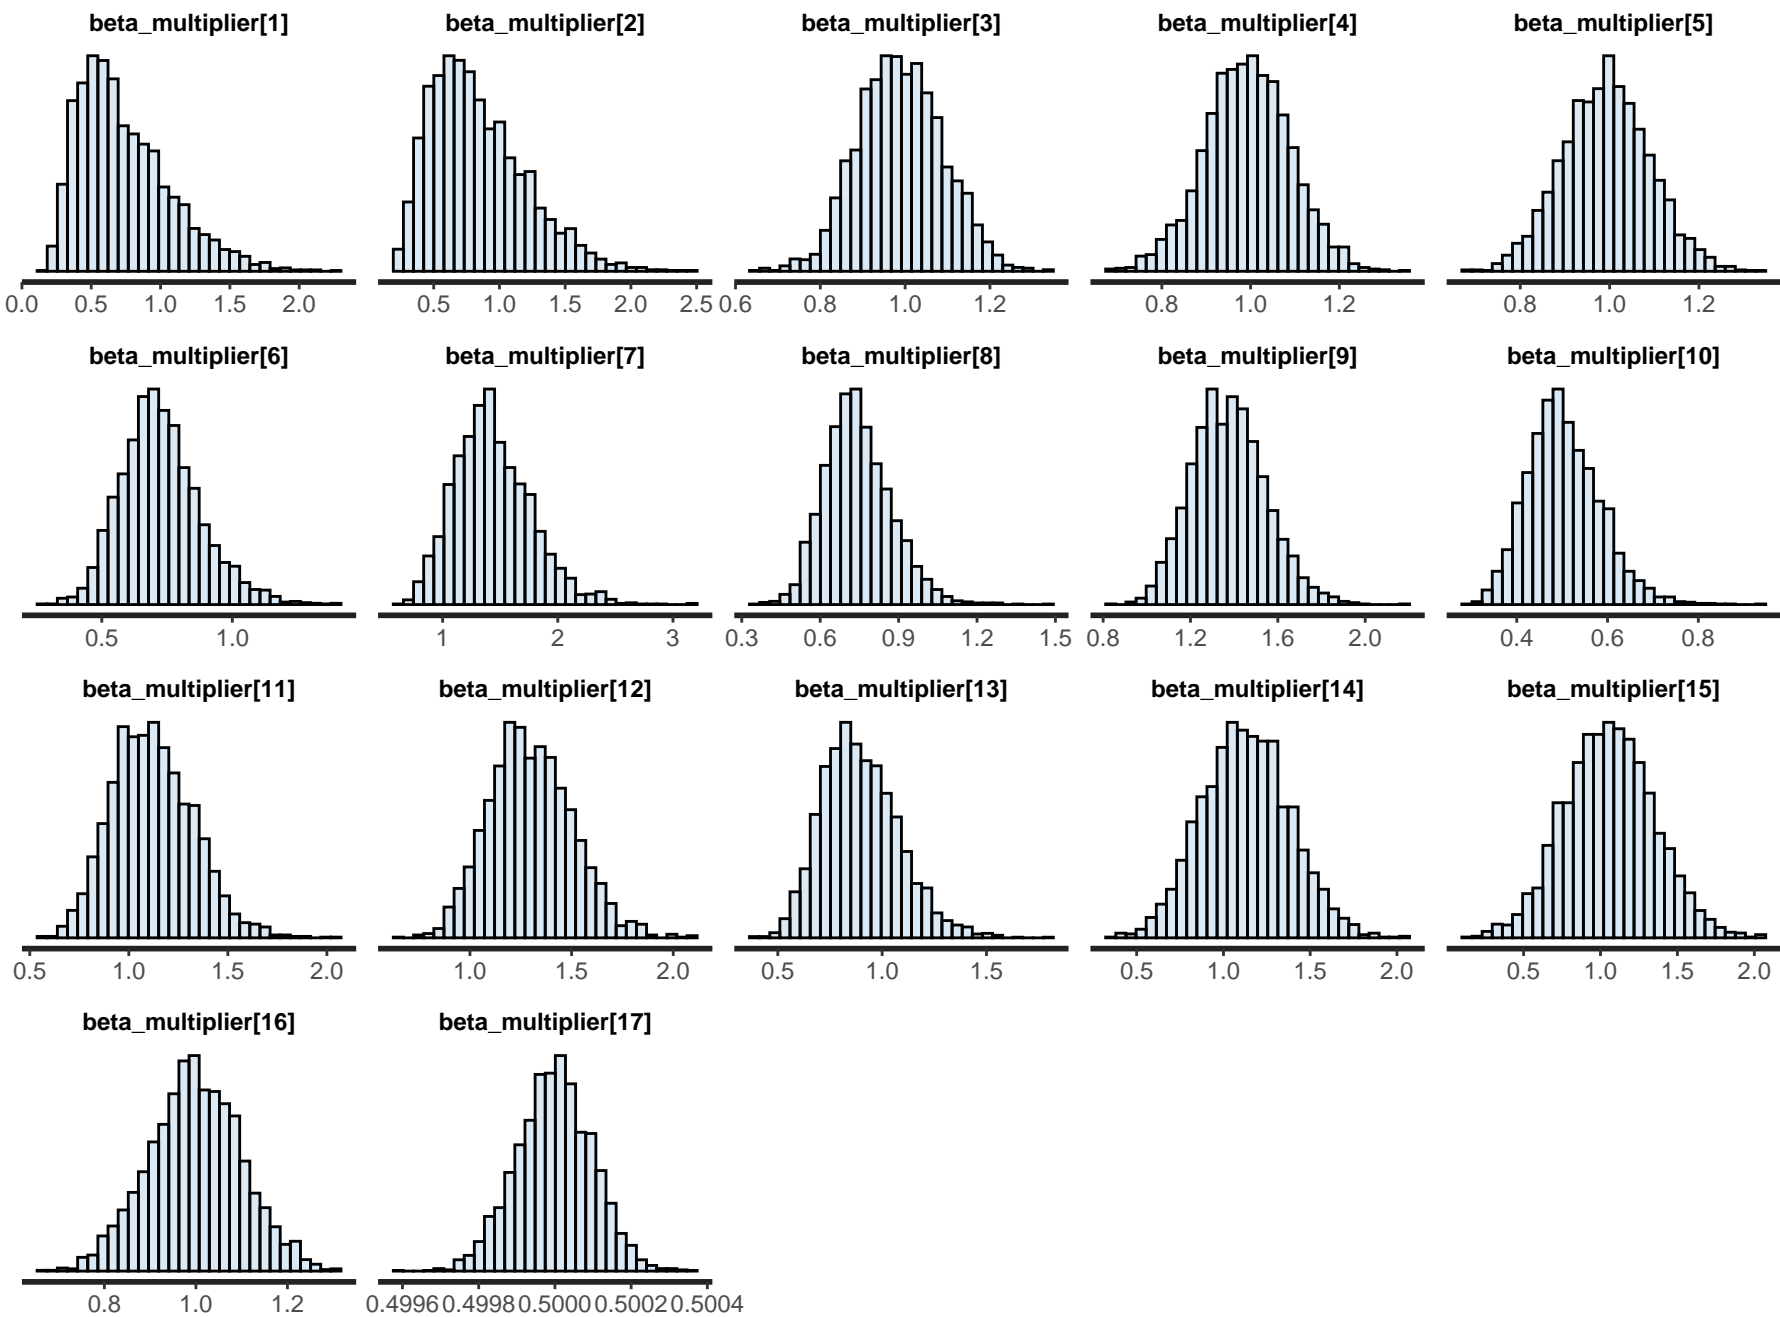 beta_multiplier[1] beta_multiplier[2] beta_multiplier[3] beta_multiplier[4] beta_multiplier[5]
0.0 0.5 1.0 1.5 2.0 0.5 1.0 1.5 2.0 2.5 0.6 0.8 1.0 1.2 0.8 1.0 1.2 0.8 1.0 1.2
beta_multiplier[6] beta_multiplier[7] beta_multiplier[8] beta_multiplier[9] beta_multiplier[10]
0.5 1.0 1 2 3 0.3 0.6 0.9 1.2 1.5 0.8 1.2 1.6 2.0 0.4 0.6 0.8
beta_multiplier[11] beta_multiplier[12] beta_multiplier[13] beta_multiplier[14] beta_multiplier[15]
0.5 1.0 1.5 2.0 1.0 1.5 2.0 0.5 1.0 1.5 0.5 1.0 1.5 2.0 0.5 1.0 1.5 2.0
beta_multiplier[16] beta_multiplier[17]
0.8 1.0 1.2 0.4996 0.4998 0.5000 0.5002 0.5004